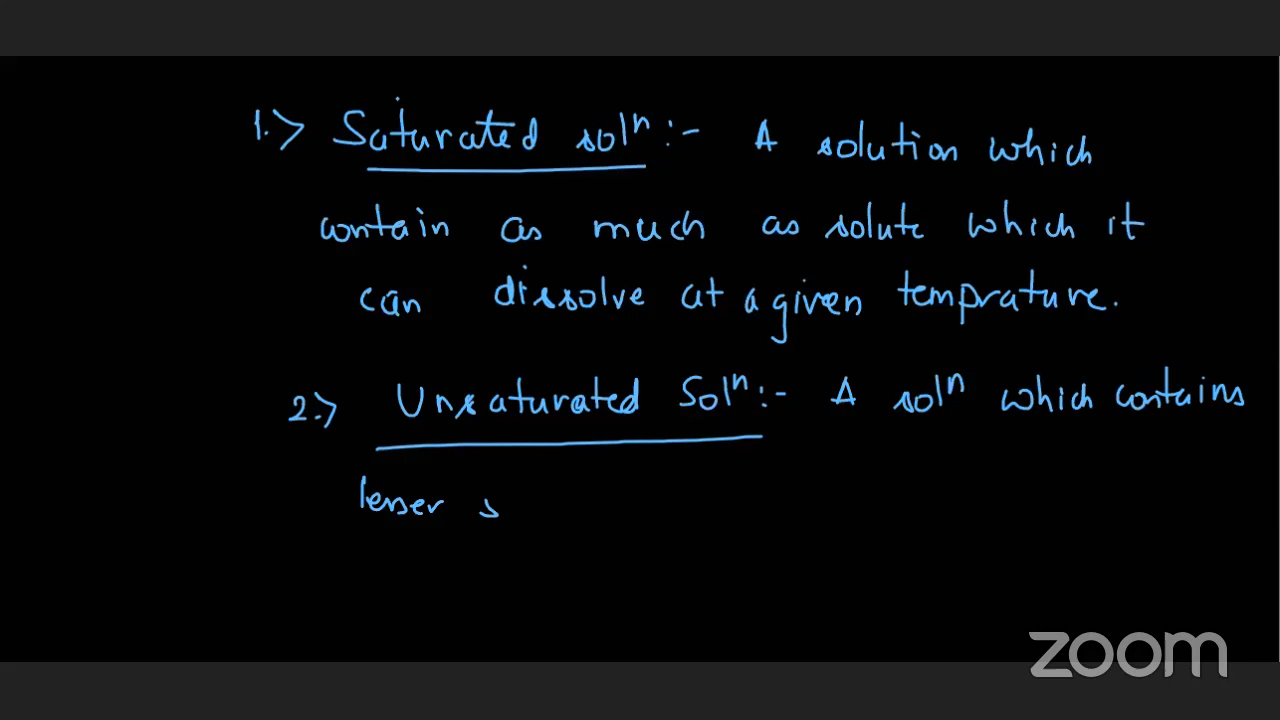 1.> Saturated solⁿ :- A solution which
contain as much as solute which it
can dissolve at a given temprature.
2.> Unsaturated Solⁿ :- A solⁿ which contains
lesser s
zoom